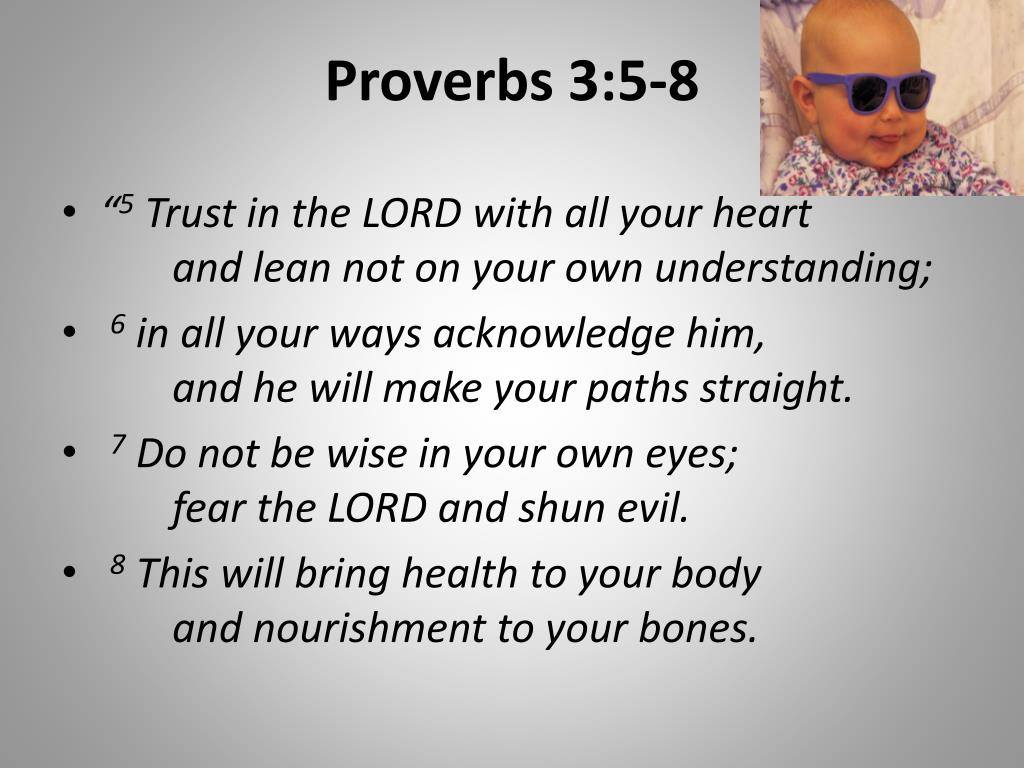 Proverbs 3:5-8
• “5 Trust in the LORD with all your heart
and lean not on your own understanding;
• 6 in all your ways acknowledge him,
and he will make your paths straight.
• 7 Do not be wise in your own eyes;
fear the LORD and shun evil.
• 8 This will bring health to your body
and nourishment to your bones.